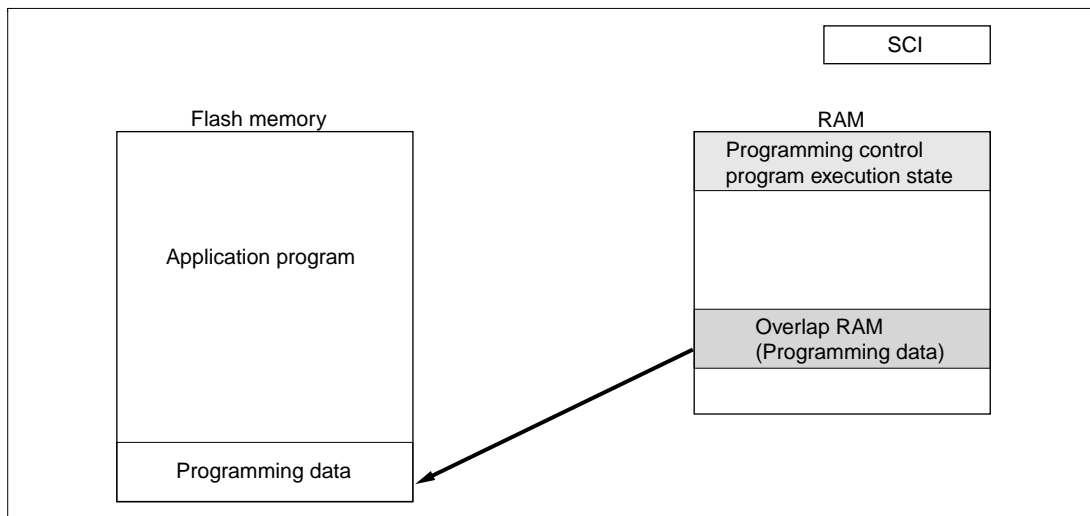 SCI
Flash memory
RAM
Programming control
program execution state
Application program
Overlap RAM
(Programming data)
Programming data